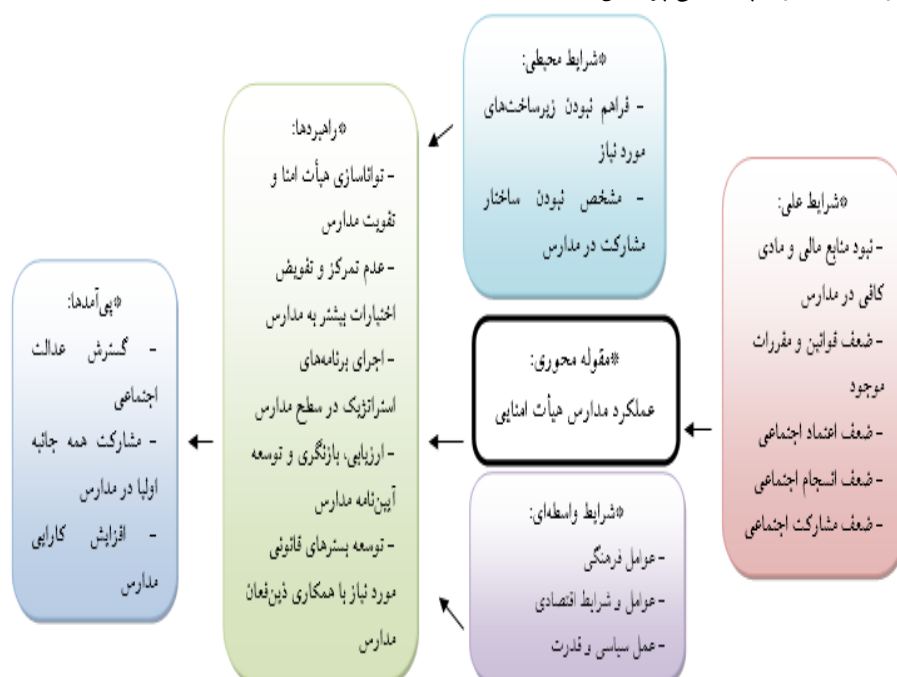 *شرایط علی:
- نبود منابع مالی و مادی
کافی در مدارس
- ضعف قوانین و مقررات
موجود
- ضعف اعتماد اجتماعی
- ضعف انسجام اجتماعی
- ضعف مشارکت اجتماعی
*شرایط محیطی:
- فراهم نبودن زیرساخت‌های
مورد نیاز
- مشخص نبودن ساختار
مشارکت در مدارس
*مقوله محوری:
عملکرد مدارس هیأت امنایی
*شرایط واسطه‌ای:
- عوامل فرهنگی
- عوامل و شرایط اقتصادی
- عمل سیاسی و قدرت
*راهبردها:
- تواناسازی هیأت امنا و
تقویت مدارس
- عدم تمرکز و تفویض
اختیارات بیشتر به مدارس
- اجرای برنامه‌های
استراتژیک در سطح مدارس
- ارزیابی، بازنگری و توسعه
آیین‌نامه مدارس
- توسعه بسترهای قانونی
مورد نیاز با همکاری ذینفعان
مدارس
*پی‌آمدها:
- گسترش عدالت
اجتماعی
- مشارکت همه جانبه
اولیا در مدارس
- افزایش کارایی
مدارس